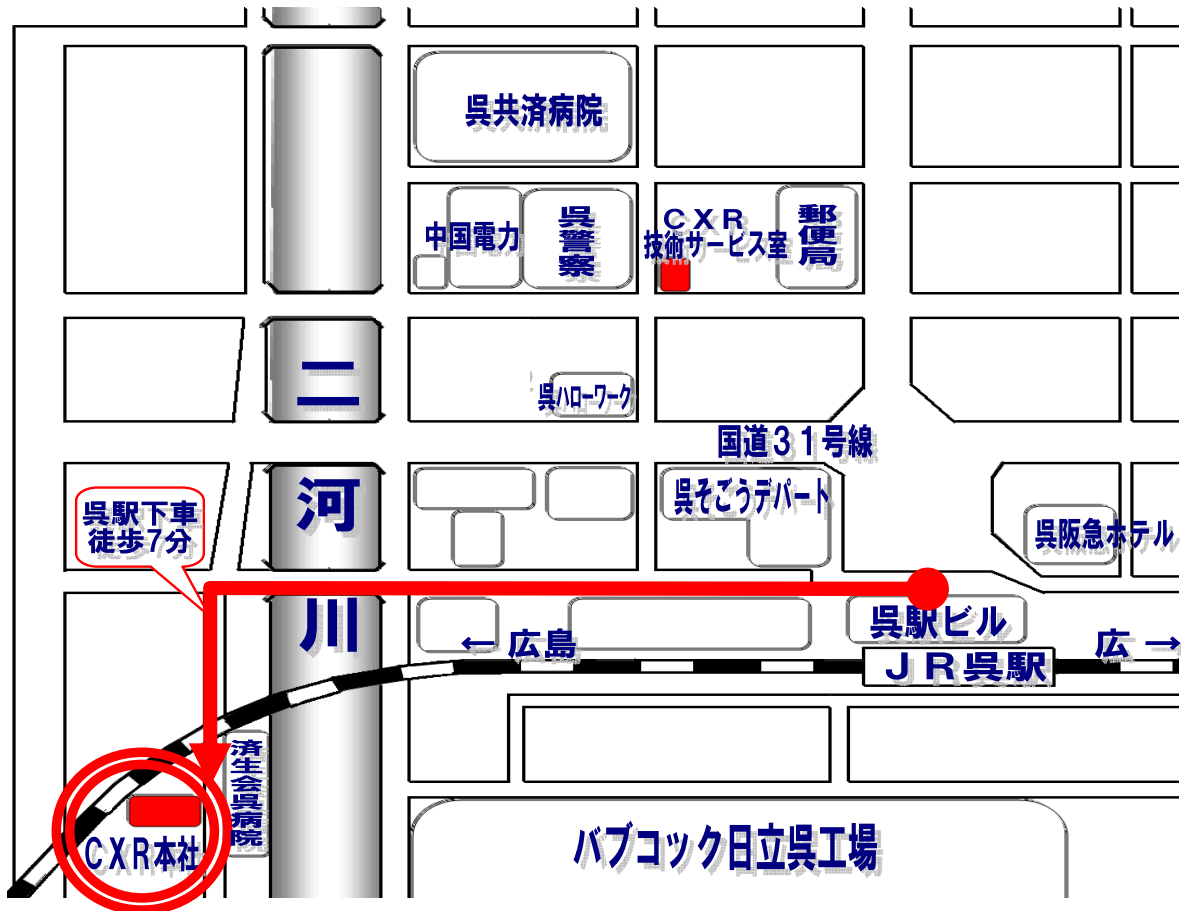 呉共済病院
中国電力
呉警察
CXR
技術サービス室
郵便局
二河川
呉ハローワーク
国道31号線
呉そごうデパート
呉阪急ホテル
呉駅下車
徒歩7分
← 広島
呉駅ビル
広 →
JR呉駅
済生会呉病院
CXR本社
バブコック日立呉工場